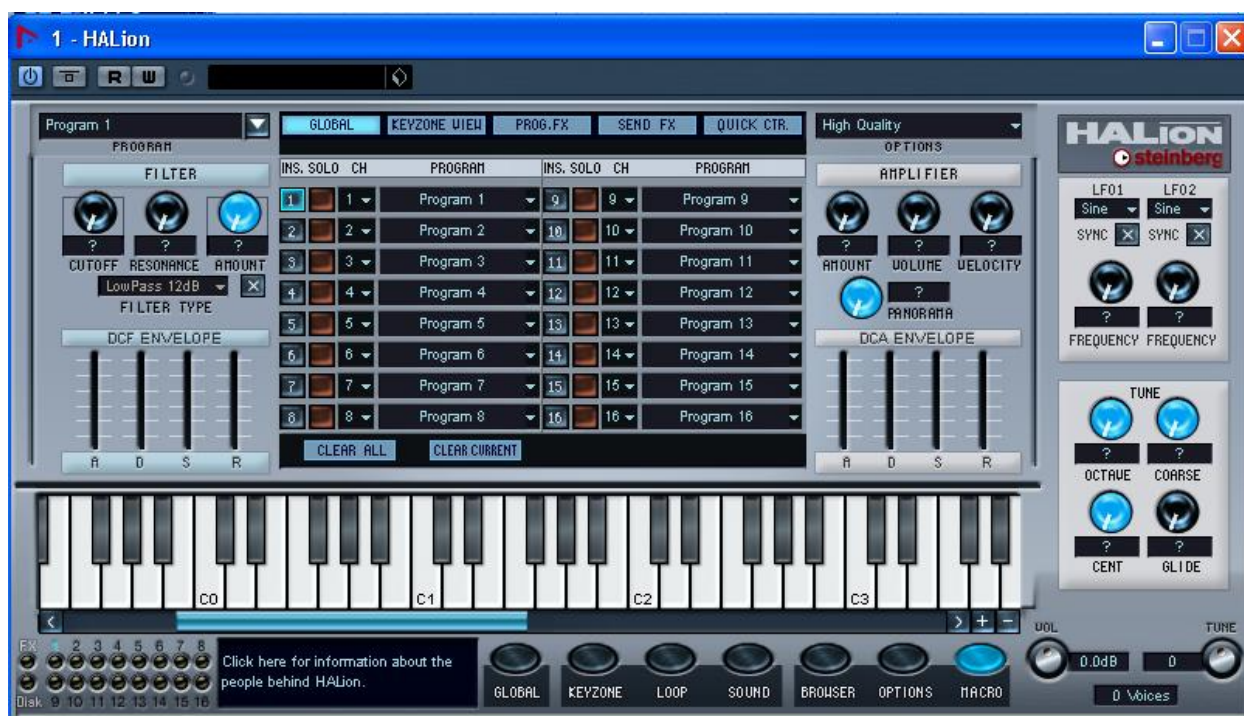 1 - HALion
R W
Program 1
PROGRAM
GLOBAL KEYZONE VIEW PROG.FX SEND FX QUICK CTR.
High Quality
OPTIONS
HALION
steinberg
FILTER
? ? ?
CUTOFF RESONANCE AMOUNT
LowPass 12dB X
FILTER TYPE
DCF ENVELOPE
A D S R
INS. SOLO CH PROGRAM INS. SOLO CH PROGRAM
1 1 Program 1 9 9 Program 9
2 2 Program 2 10 10 Program 10
3 3 Program 3 11 11 Program 11
4 4 Program 4 12 12 Program 12
5 5 Program 5 13 13 Program 13
6 6 Program 6 14 14 Program 14
7 7 Program 7 15 15 Program 15
8 8 Program 8 16 16 Program 16
CLEAR ALL CLEAR CURRENT
AMPLIFIER
? ? ?
AMOUNT VOLUME VELOCITY
?
PANORAMA
DCA ENVELOPE
A D S R
LFO1 LFO2
Sine Sine
SYNC X SYNC X
? ?
FREQUENCY FREQUENCY
TUNE
? ?
OCTAVE COARSE
? ?
CENT GLIDE
C0 C1 C2 C3
FX 1 2 3 4 5 6 7 8
Disk 9 10 11 12 13 14 15 16
Click here for information about the
people behind HALion.
GLOBAL KEYZONE LOOP SOUND BROWSER OPTIONS MACRO
VOL TUNE
0.0dB 0
0 Voices